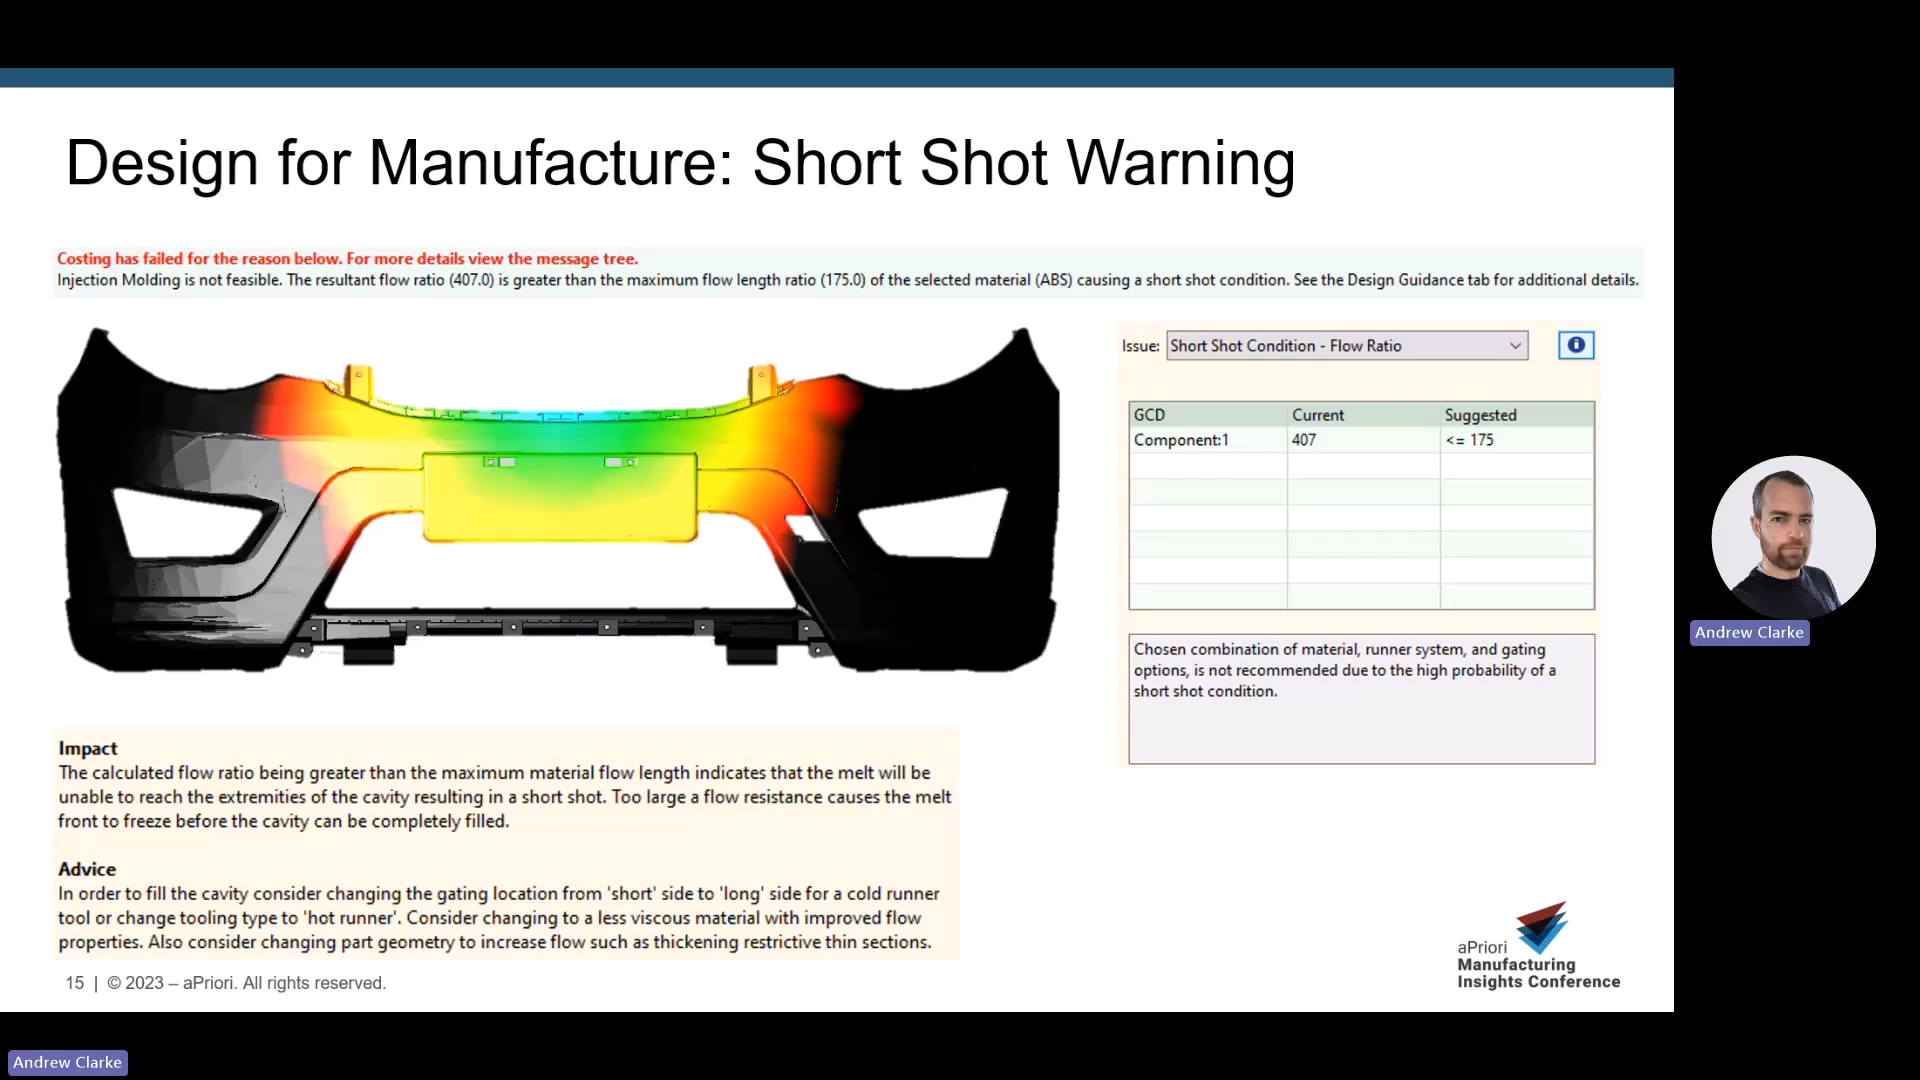 Design for Manufacture: Short Shot Warning
Costing has failed for the reason below. For more details view the message tree.
Injection Molding is not feasible. The resultant flow ratio (407.0) is greater than the maximum flow length ratio (175.0) of the selected material (ABS) causing a short shot condition. See the Design Guidance tab for additional details.
Issue: Short Shot Condition - Flow Ratio
GCD Current Suggested
Component:1 407 <= 175
Chosen combination of material, runner system, and gating
options, is not recommended due to the high probability of a
short shot condition.
Impact
The calculated flow ratio being greater than the maximum material flow length indicates that the melt will be
unable to reach the extremities of the cavity resulting in a short shot. Too large a flow resistance causes the melt
front to freeze before the cavity can be completely filled.
Advice
In order to fill the cavity consider changing the gating location from 'short' side to 'long' side for a cold runner
tool or change tooling type to 'hot runner'. Consider changing to a less viscous material with improved flow
properties. Also consider changing part geometry to increase flow such as thickening restrictive thin sections.
15 | © 2023 – aPriori. All rights reserved.
aPriori
Manufacturing
Insights Conference
Andrew Clarke
Andrew Clarke